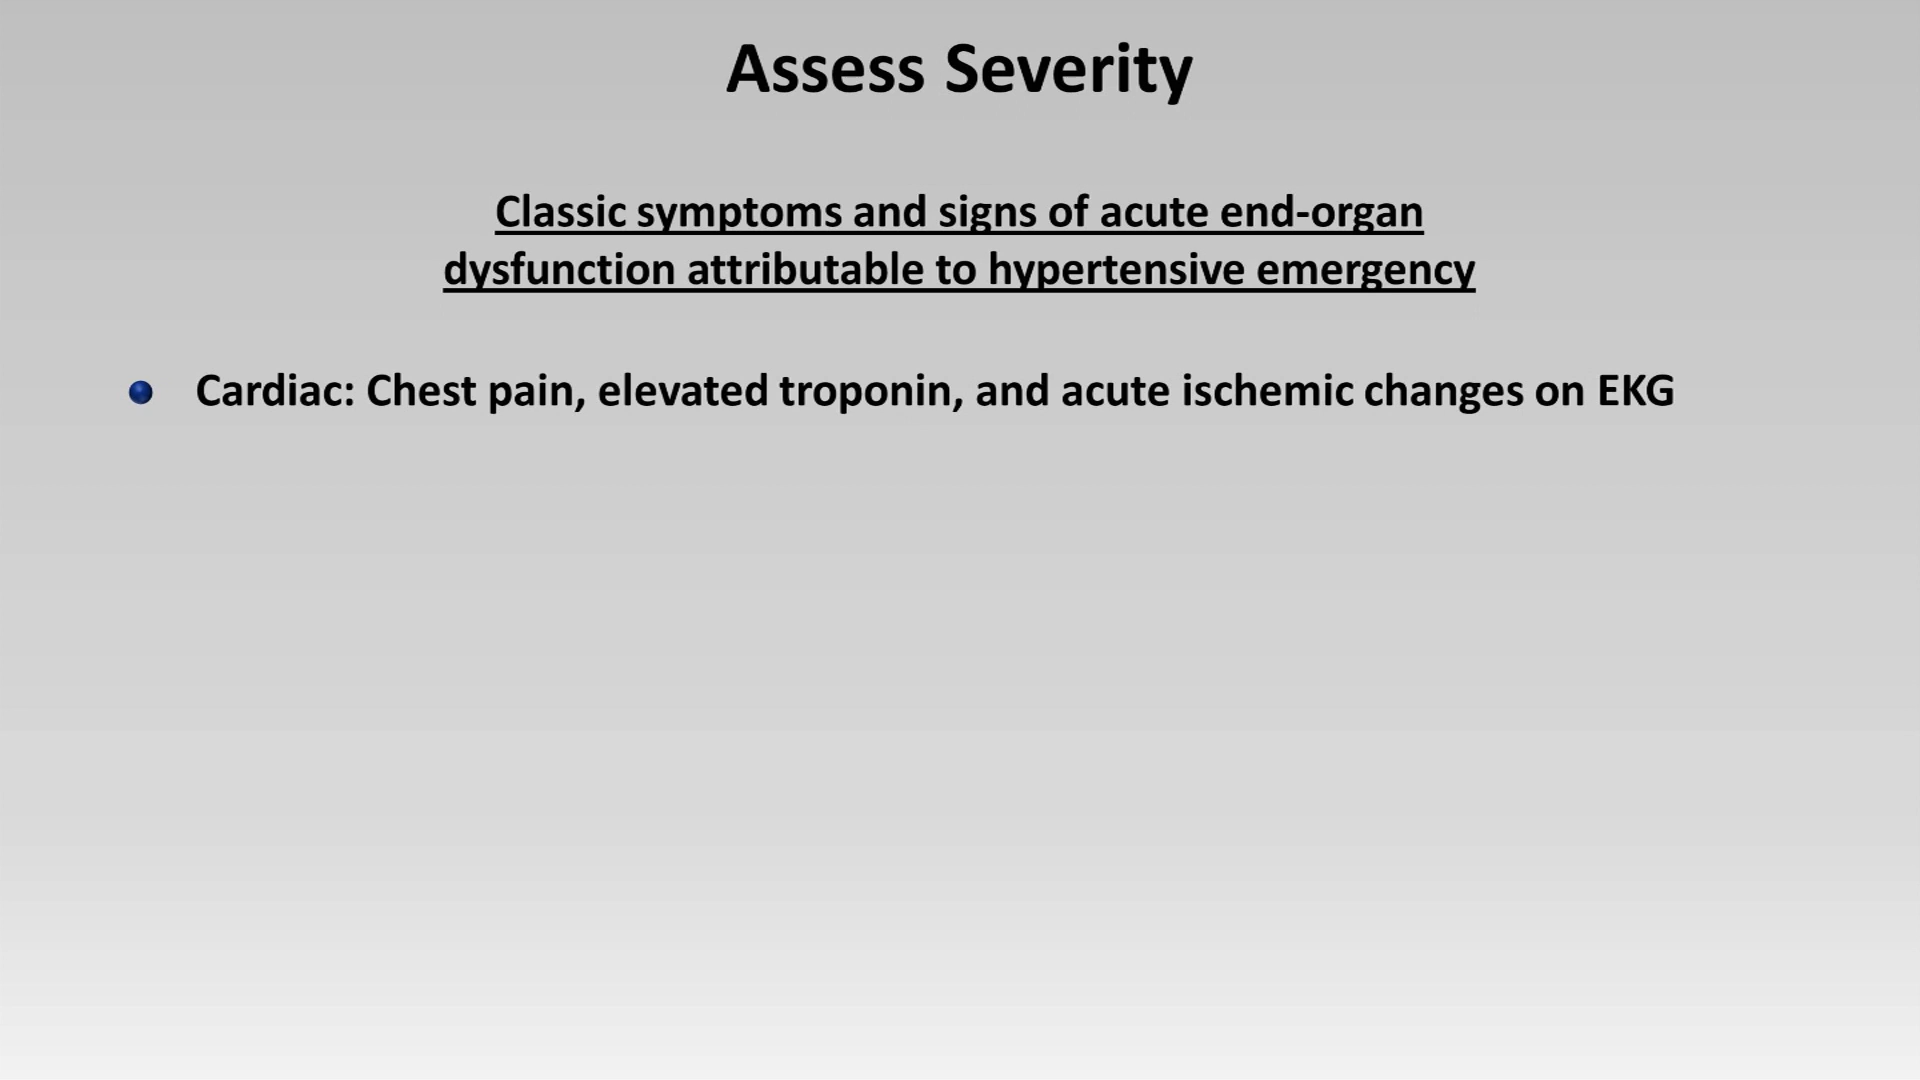 Assess Severity
Classic symptoms and signs of acute end-organ
dysfunction attributable to hypertensive emergency
Cardiac: Chest pain, elevated troponin, and acute ischemic changes on EKG